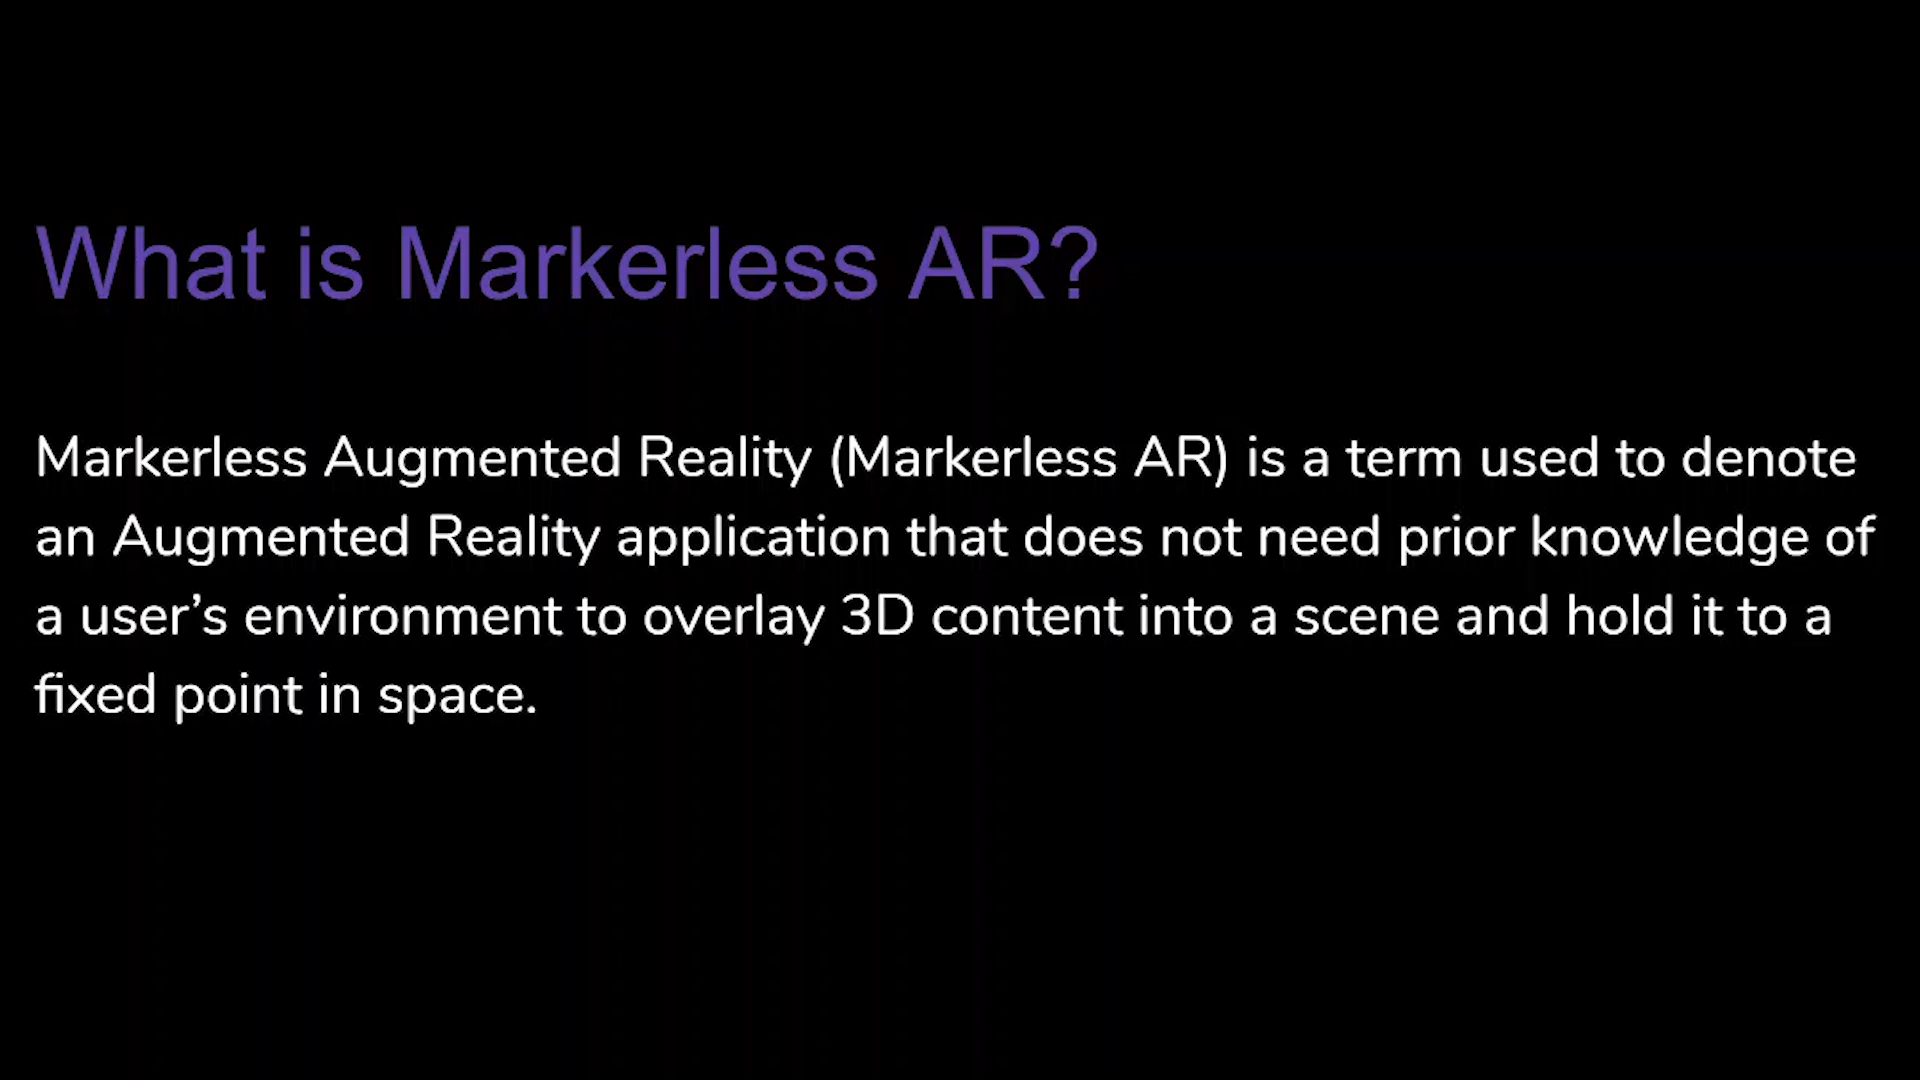 What is Markerless AR?
Markerless Augmented Reality (Markerless AR) is a term used to denote
an Augmented Reality application that does not need prior knowledge of
a user’s environment to overlay 3D content into a scene and hold it to a
fixed point in space.